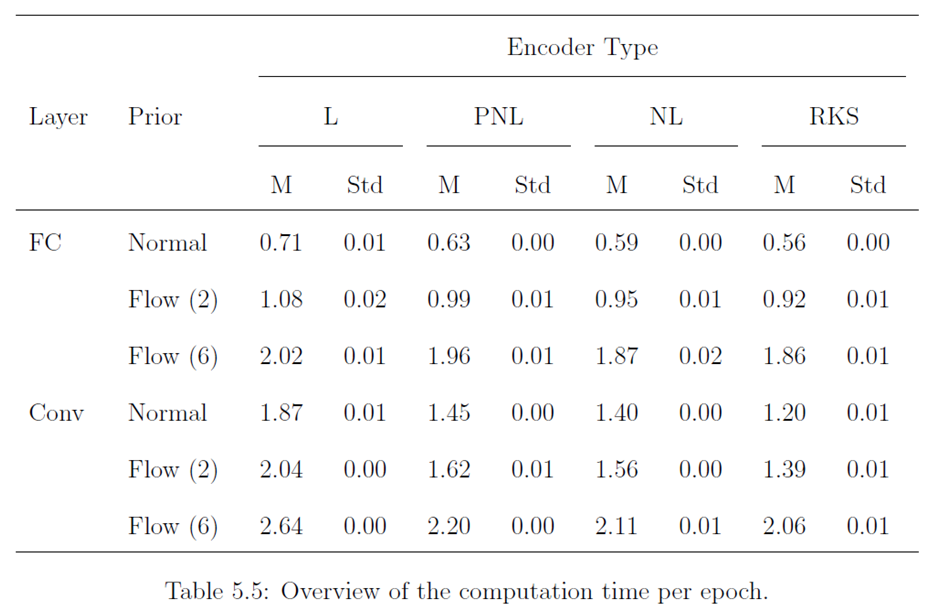 Encoder Type
Layer Prior L PNL NL RKS
M Std M Std M Std M Std
FC Normal 0.71 0.01 0.63 0.00 0.59 0.00 0.56 0.00
Flow (2) 1.08 0.02 0.99 0.01 0.95 0.01 0.92 0.01
Flow (6) 2.02 0.01 1.96 0.01 1.87 0.02 1.86 0.01
Conv Normal 1.87 0.01 1.45 0.00 1.40 0.00 1.20 0.01
Flow (2) 2.04 0.00 1.62 0.01 1.56 0.00 1.39 0.01
Flow (6) 2.64 0.00 2.20 0.00 2.11 0.01 2.06 0.01
Table 5.5: Overview of the computation time per epoch.